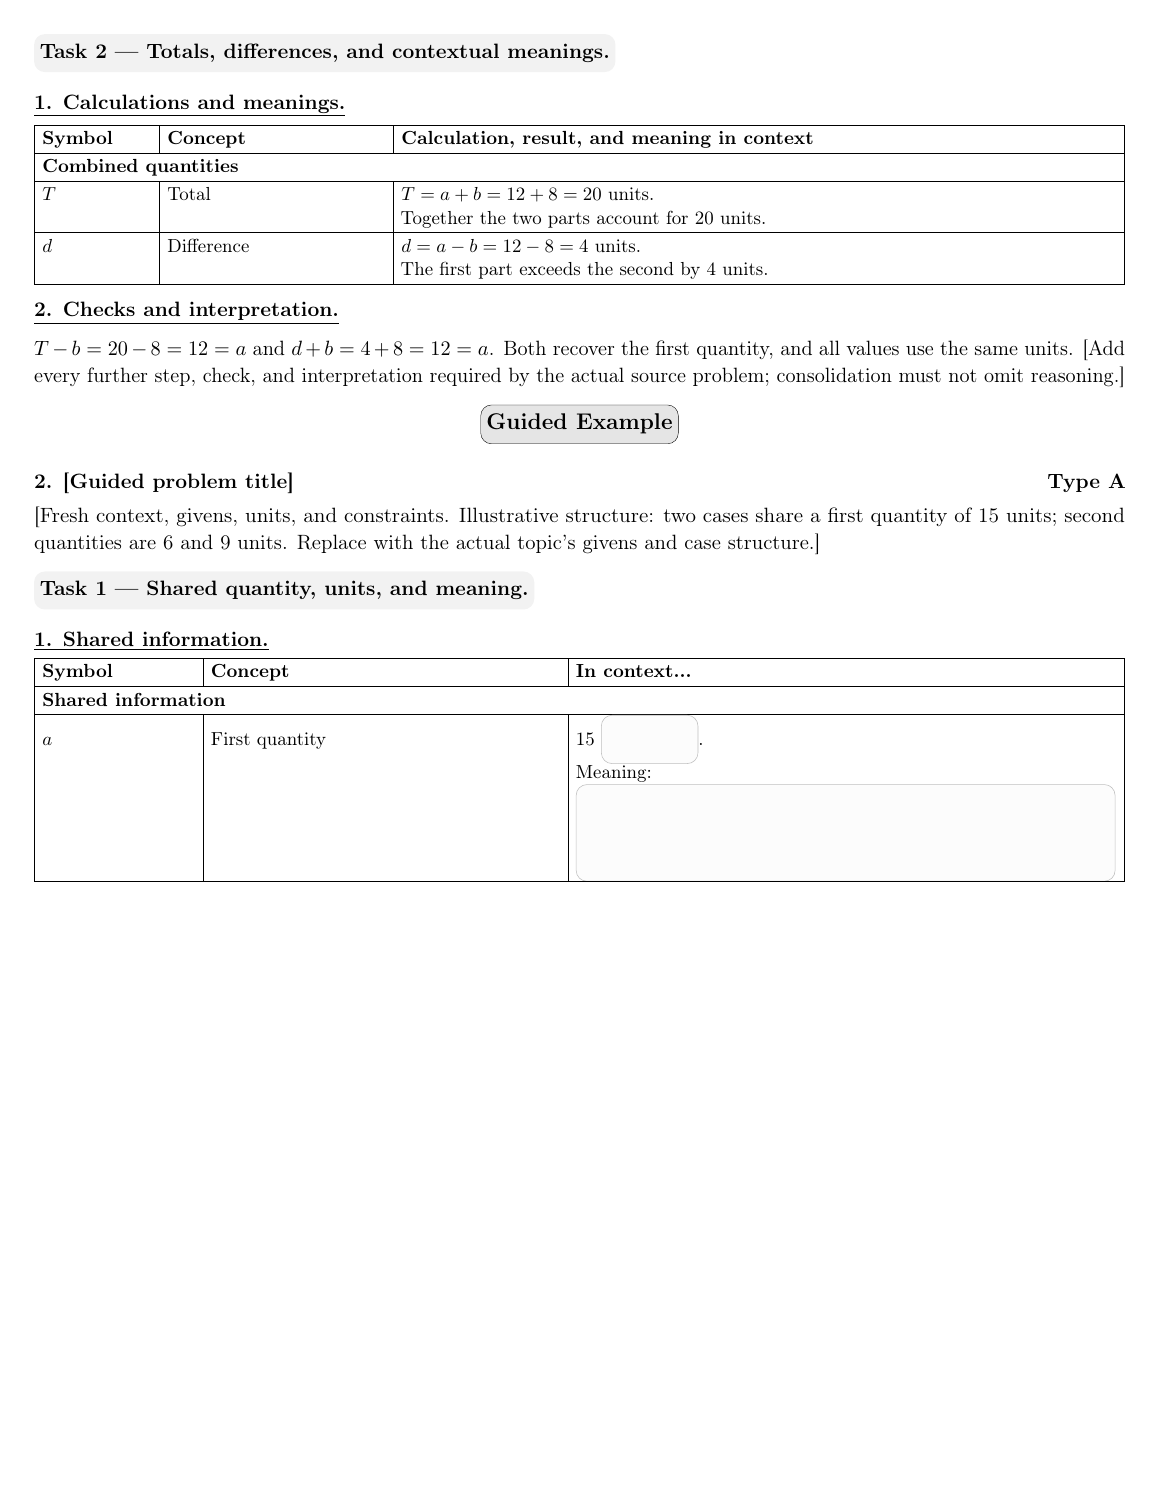 Task 2 — Totals, differences, and contextual meanings.
1. Calculations and meanings.
Symbol Concept Calculation, result, and meaning in context
Combined quantities
T Total T = a + b = 12 + 8 = 20 units.
Together the two parts account for 20 units.
d Difference d = a − b = 12 − 8 = 4 units.
The first part exceeds the second by 4 units.
2. Checks and interpretation.
T − b = 20 − 8 = 12 = a and d + b = 4 + 8 = 12 = a. Both recover the first quantity, and all values use the same units. [Add
every further step, check, and interpretation required by the actual source problem; consolidation must not omit reasoning.]
Guided Example
2. [Guided problem title] Type A
[Fresh context, givens, units, and constraints. Illustrative structure: two cases share a first quantity of 15 units; second
quantities are 6 and 9 units. Replace with the actual topic's givens and case structure.]
Task 1 — Shared quantity, units, and meaning.
1. Shared information.
Symbol Concept In context...
Shared information
a First quantity 15 .
Meaning: